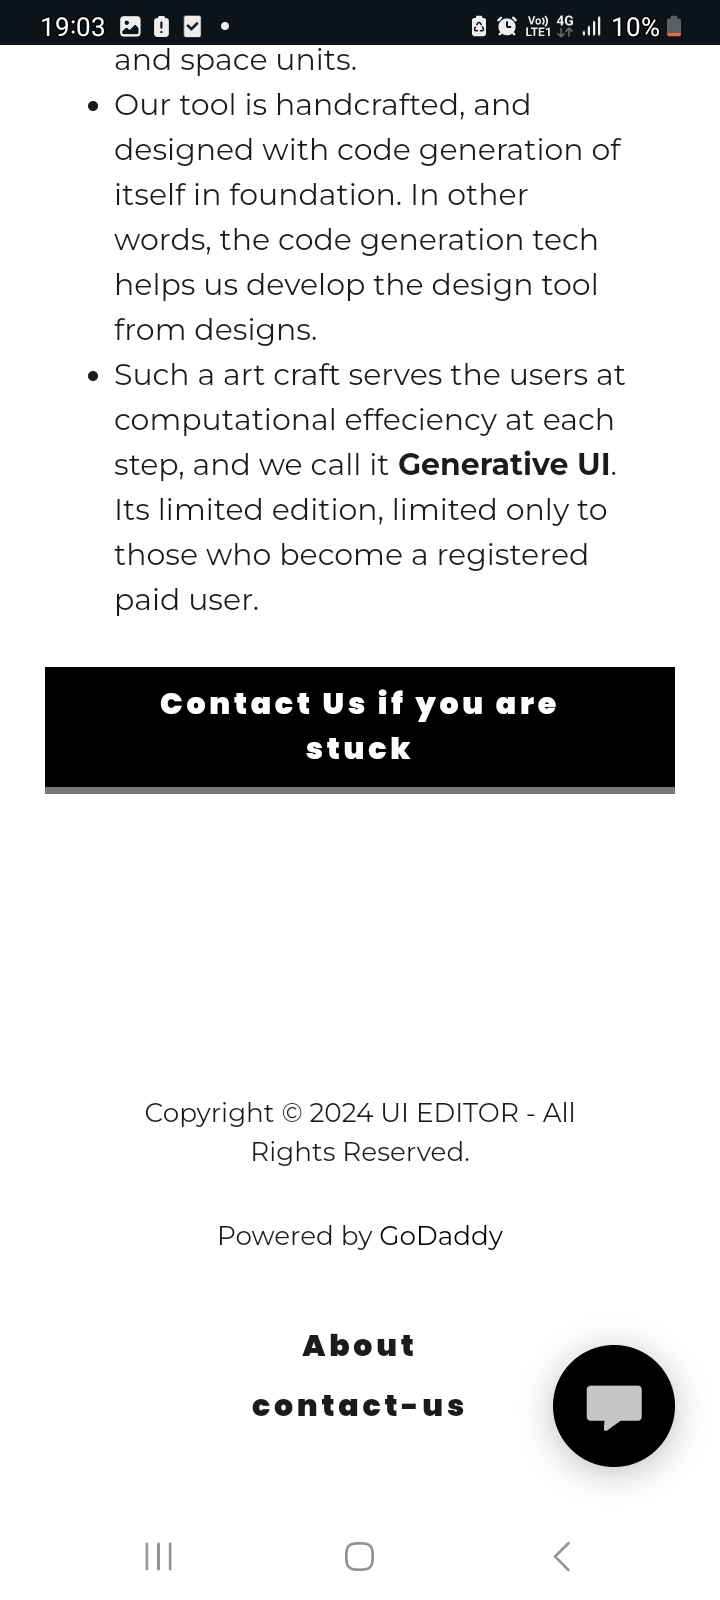 19:03
Vo)) 4G
LTE1
10%
and space units.
• Our tool is handcrafted, and
designed with code generation of
itself in foundation. In other
words, the code generation tech
helps us develop the design tool
from designs.
• Such a art craft serves the users at
computational effeciency at each
step, and we call it Generative UI.
Its limited edition, limited only to
those who become a registered
paid user.
Contact Us if you are
stuck
Copyright © 2024 UI EDITOR - All
Rights Reserved.
Powered by GoDaddy
About
contact-us